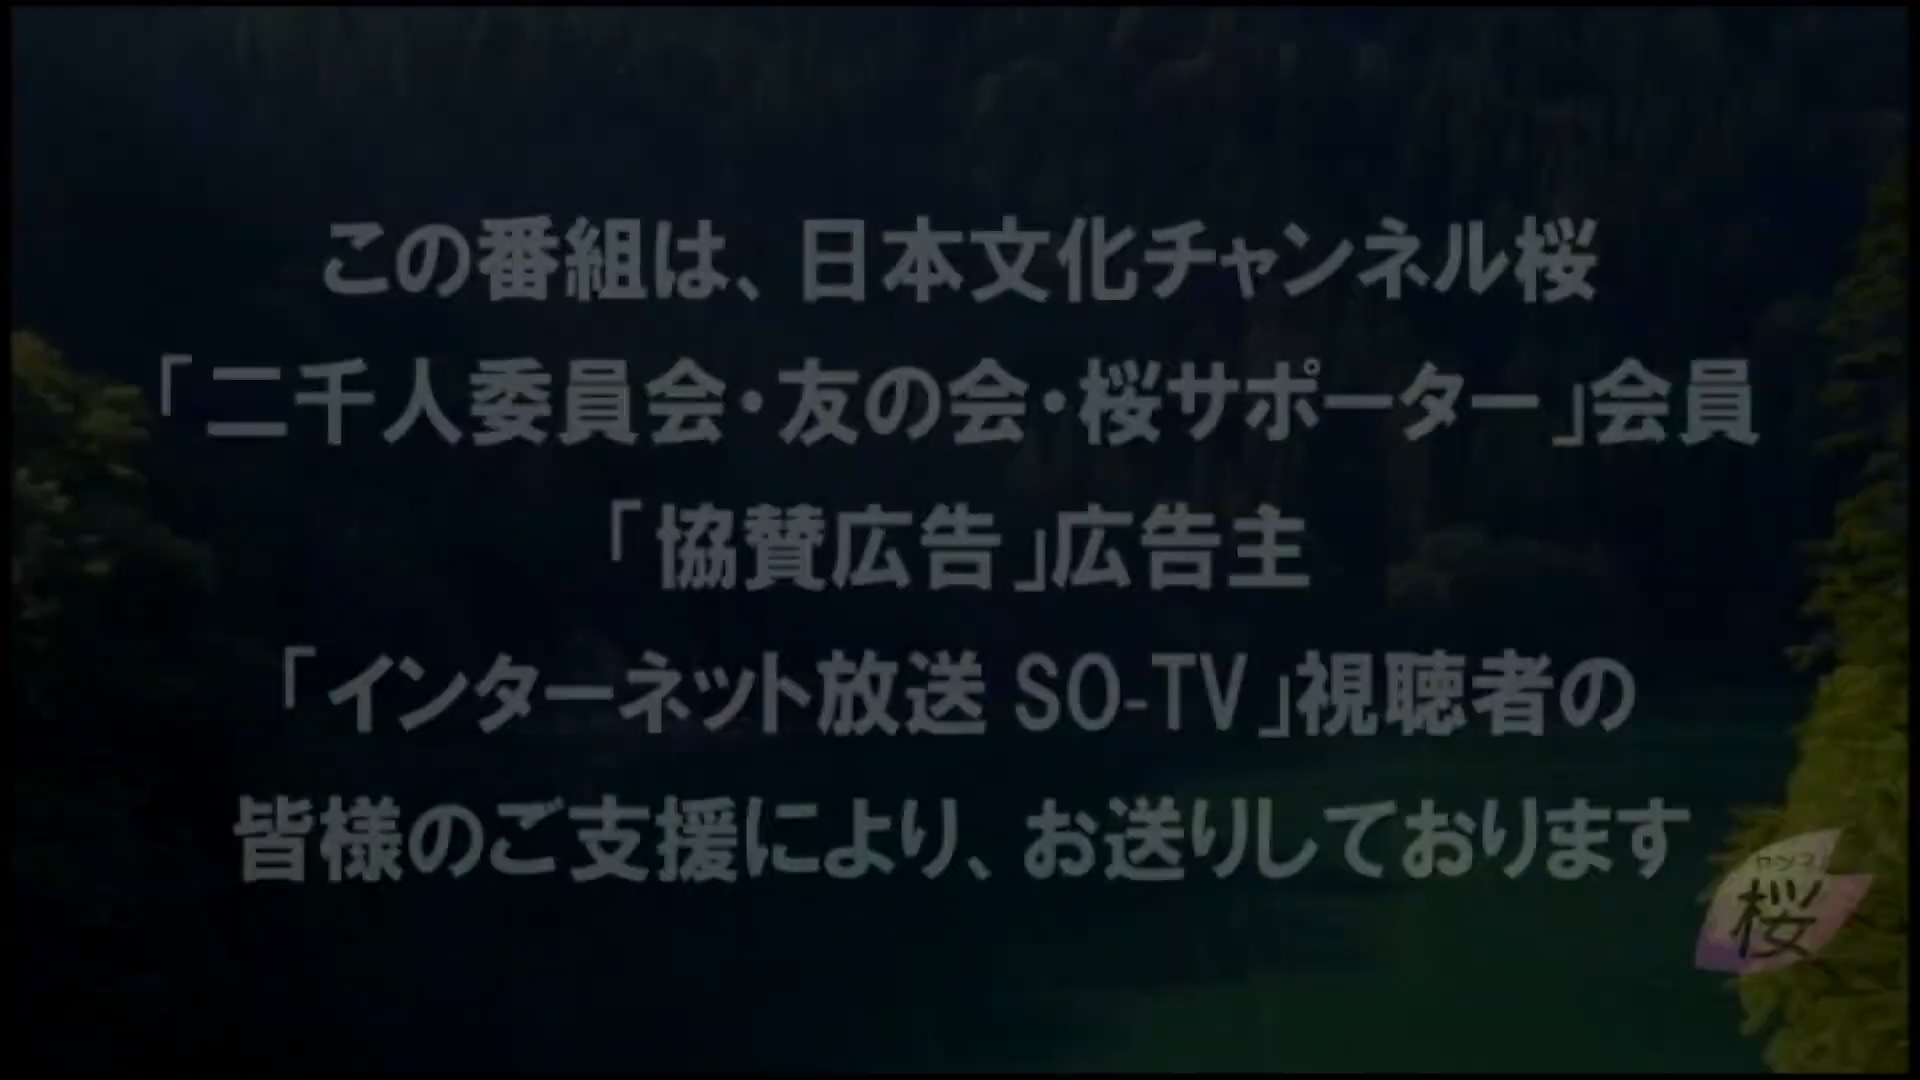 この番組は、日本文化チャンネル桜
「二千人委員会・友の会・桜サポーター」会員
「協賛広告」広告主
「インターネット放送 SO-TV」視聴者の
皆様のご支援により、お送りしております
桜